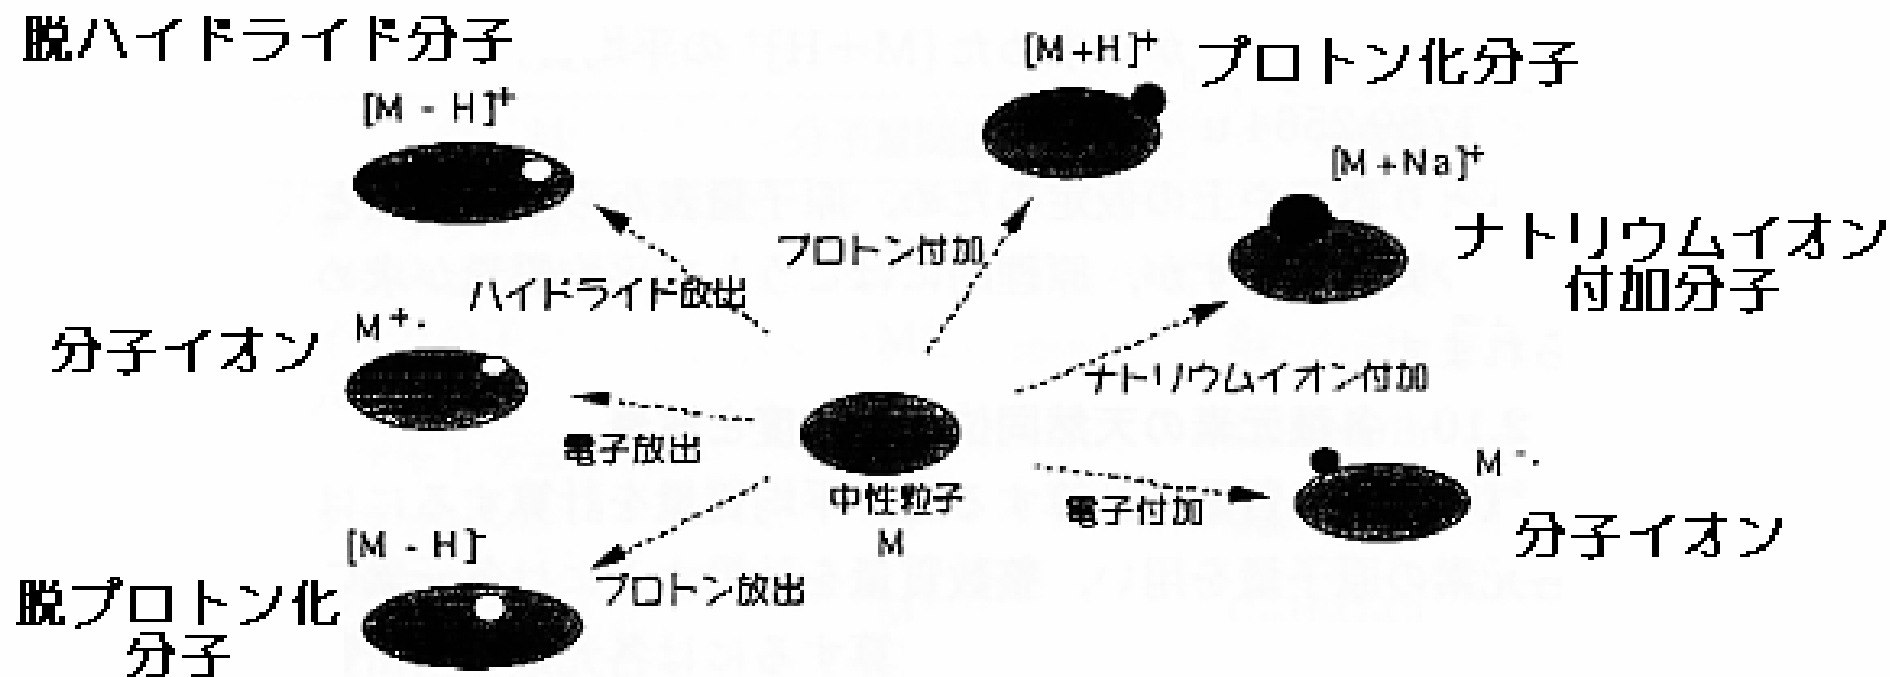 脱ハイドライド分子
[M - H]⁺
[M+H]⁺
プロトン化分子
[M+Na]⁺
ナトリウムイオン
付加分子
プロトン付加
ハイドライド放出
分子イオン
M⁺·
ナトリウムイオン付加
電子放出
中性粒子
M
電子付加
M⁻·
分子イオン
[M - H]⁻
プロトン放出
脱プロトン化
分子